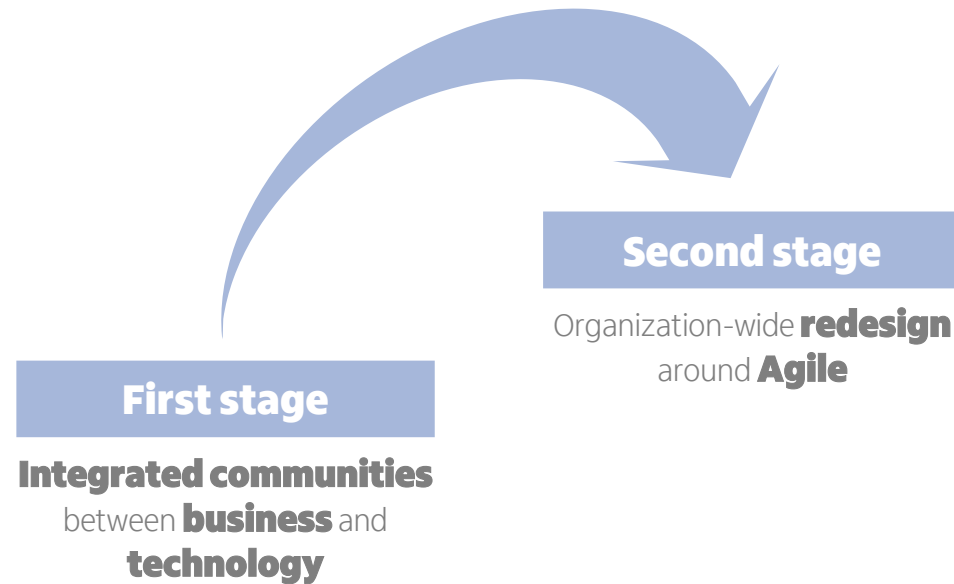 First stage
Integrated communities
between business and
technology
Second stage
Organization-wide redesign
around Agile